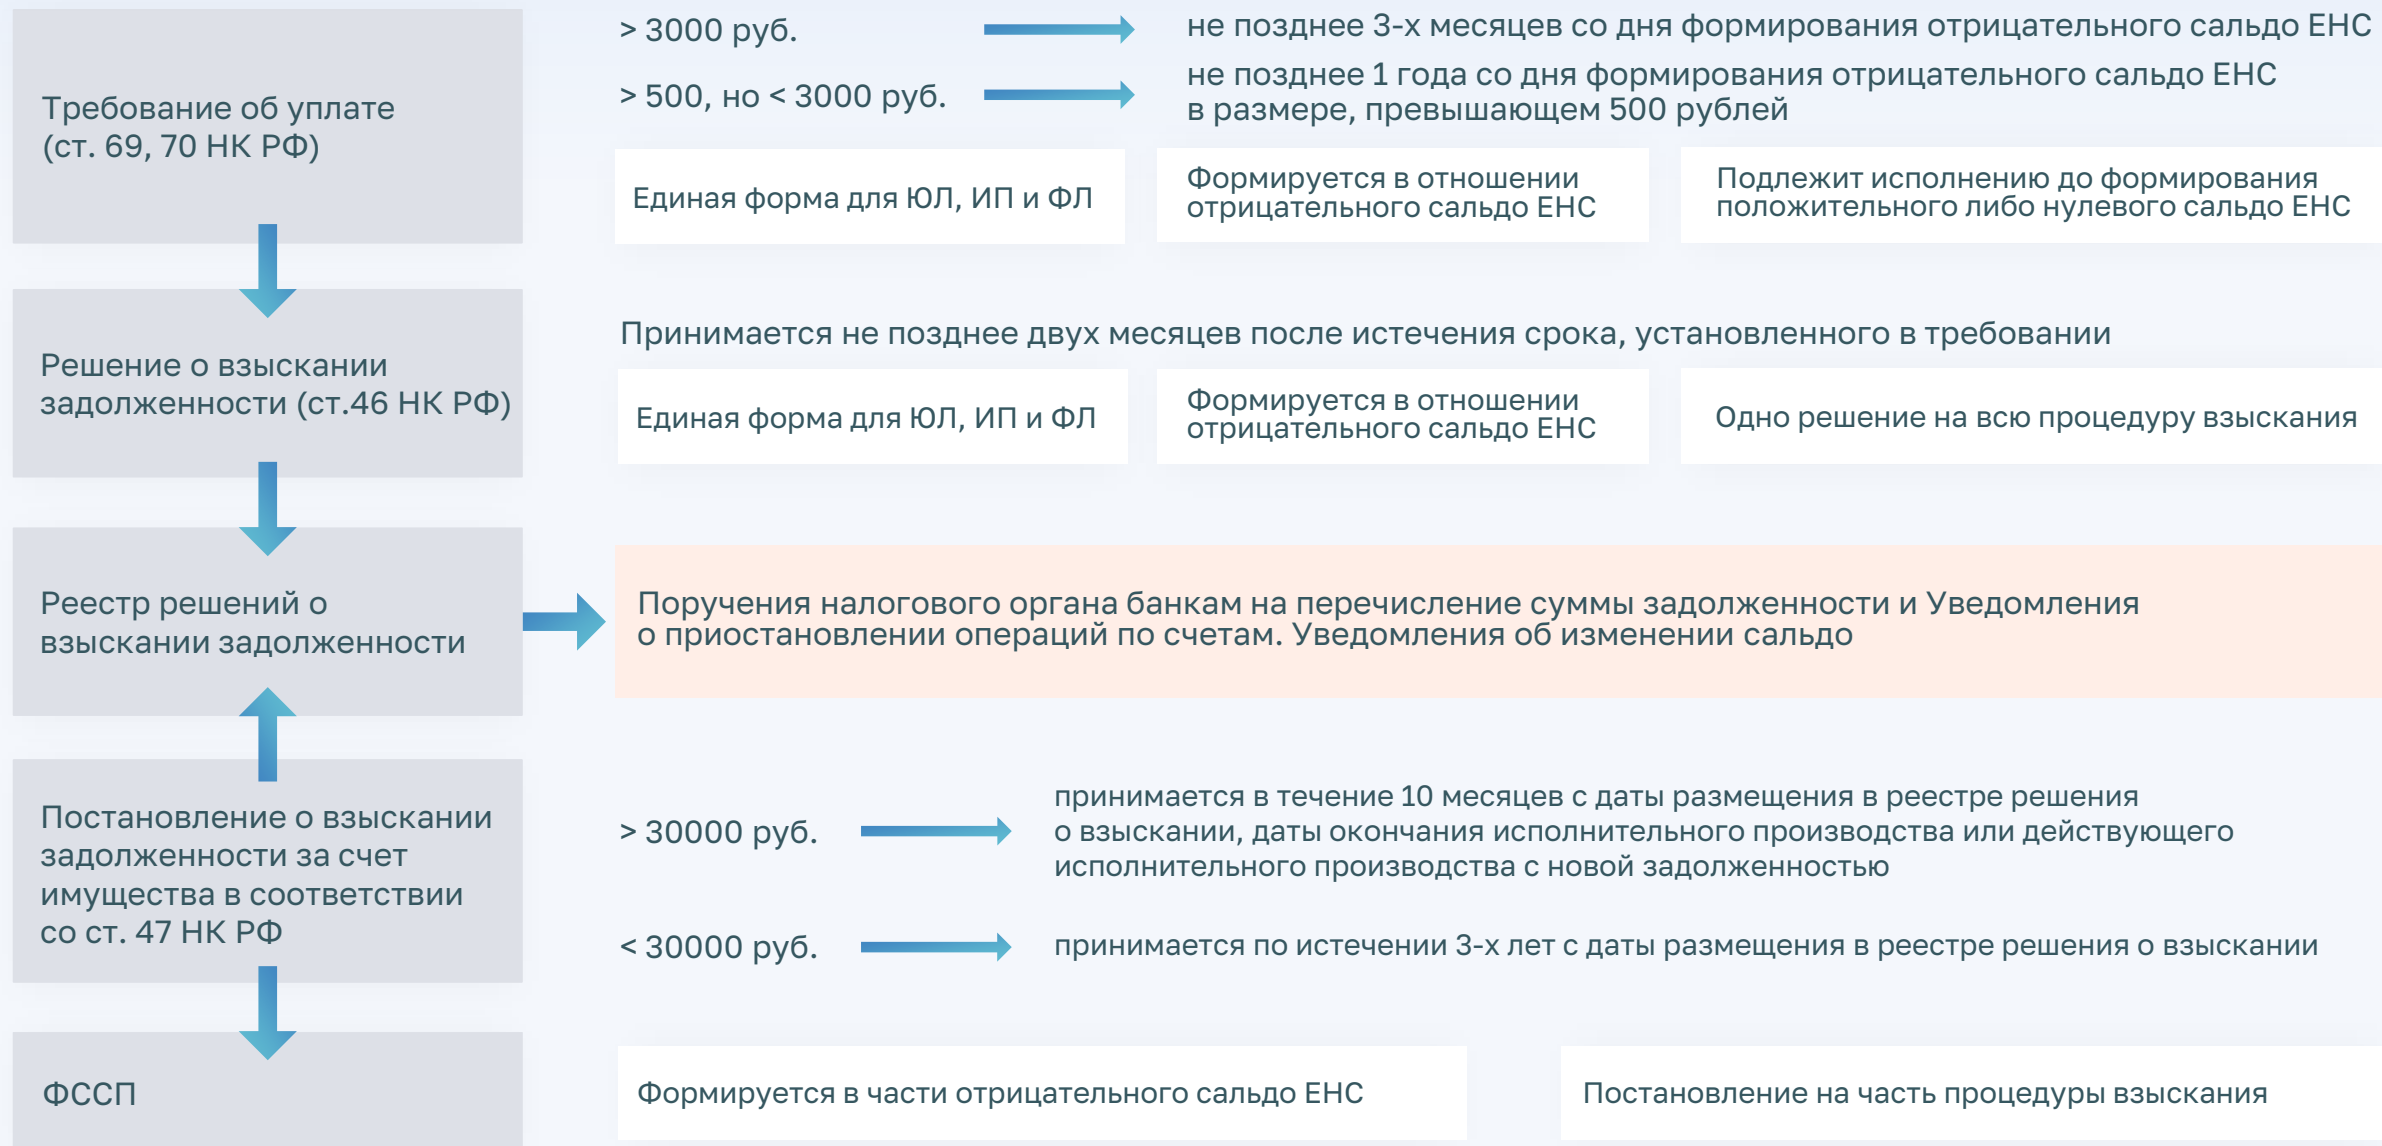 Требование об уплате
(ст. 69, 70 НК РФ)
> 3000 руб.
не позднее 3-х месяцев со дня формирования отрицательного сальдо ЕНС
> 500, но < 3000 руб.
не позднее 1 года со дня формирования отрицательного сальдо ЕНС
в размере, превышающем 500 рублей
Единая форма для ЮЛ, ИП и ФЛ
Формируется в отношении
отрицательного сальдо ЕНС
Подлежит исполнению до формирования
положительного либо нулевого сальдо ЕНС
Решение о взыскании
задолженности (ст.46 НК РФ)
Принимается не позднее двух месяцев после истечения срока, установленного в требовании
Единая форма для ЮЛ, ИП и ФЛ
Формируется в отношении
отрицательного сальдо ЕНС
Одно решение на всю процедуру взыскания
Реестр решений о
взыскании задолженности
Поручения налогового органа банкам на перечисление суммы задолженности и Уведомления
о приостановлении операций по счетам. Уведомления об изменении сальдо
Постановление о взыскании
задолженности за счет
имущества в соответствии
со ст. 47 НК РФ
> 30000 руб.
принимается в течение 10 месяцев с даты размещения в реестре решения
о взыскании, даты окончания исполнительного производства или действующего
исполнительного производства с новой задолженностью
< 30000 руб.
принимается по истечении 3-х лет с даты размещения в реестре решения о взыскании
ФССП
Формируется в части отрицательного сальдо ЕНС
Постановление на часть процедуры взыскания